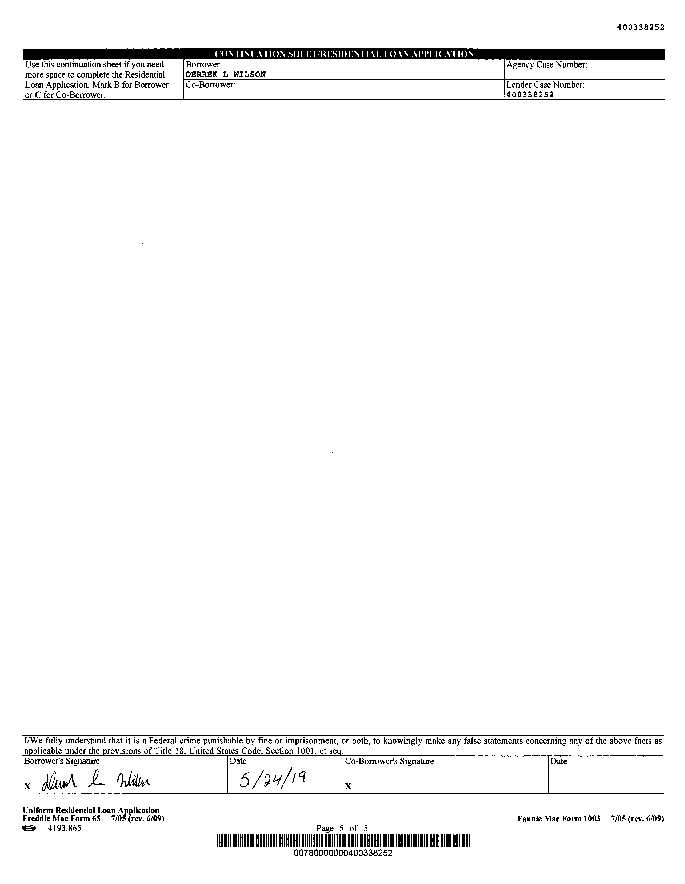 400338252
CONTINUATION SHEET/RESIDENTIAL LOAN APPLICATION
Use this continuation sheet if you need more space to complete the Residential Loan Application. Mark B for Borrower or C for Co-Borrower.
Borrower:
DERREK L WILSON
Agency Case Number:
Co-Borrower:
Lender Case Number:
400338252
I/We fully understand that it is a Federal crime punishable by fine or imprisonment, or both, to knowingly make any false statements concerning any of the above facts as
applicable under the provisions of Title 18, United States Code, Section 1001, et seq.
Borrower's Signature
Date
Co-Borrower's Signature
Date
X
5/24/19
X
Uniform Residential Loan Application
Freddie Mac Form 65 7/05 (rev. 6/09)
Fannie Mae Form 1003 7/05 (rev. 6/09)
4193.865
Page 5 of 5
00780000000400338252